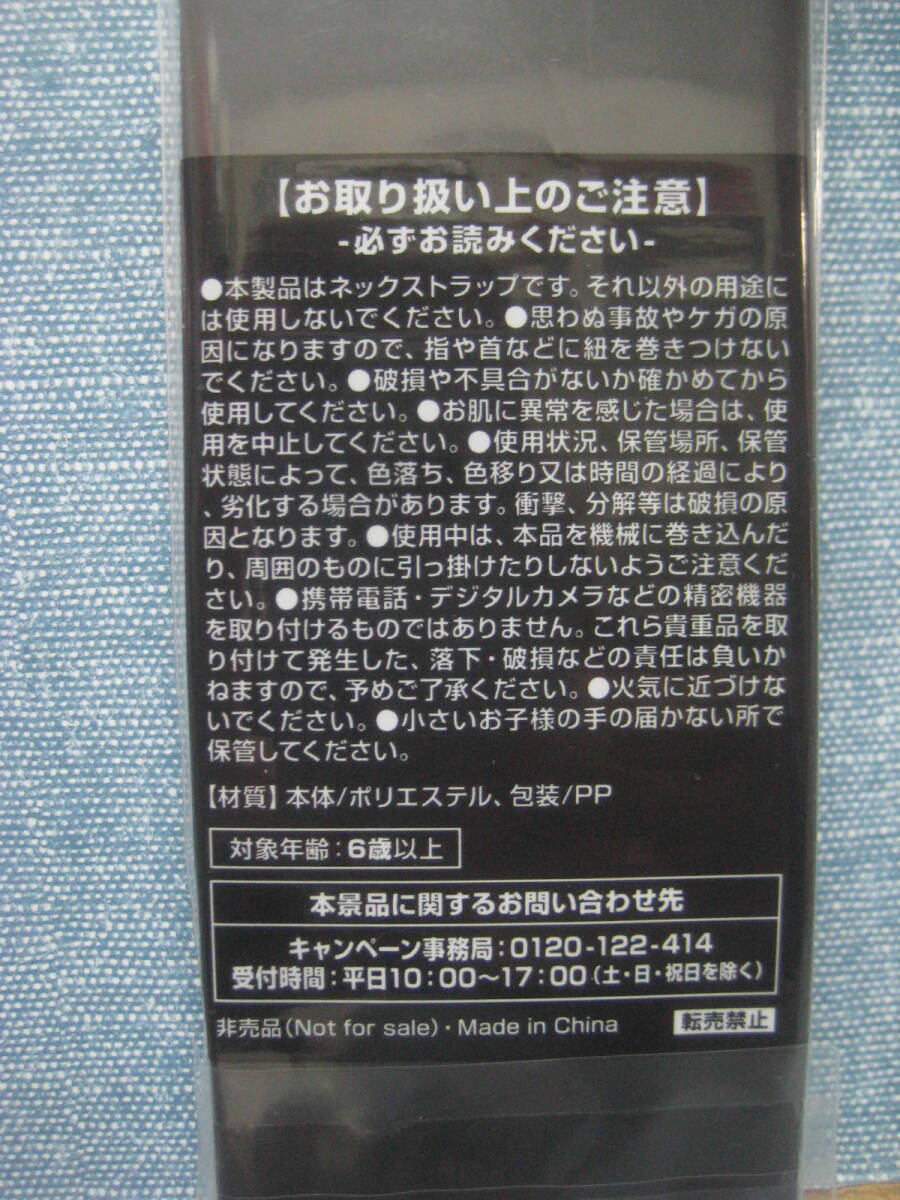 【お取り扱い上のご注意】
-必ずお読みください-
●本製品はネックストラップです。それ以外の用途に
は使用しないでください。●思わぬ事故やケガの原
因になりますので、指や首などに紐を巻きつけない
でください。●破損や不具合がないか確かめてから
使用してください。●お肌に異常を感じた場合は、使
用を中止してください。●使用状況、保管場所、保管
状態によって、色落ち、色移り又は時間の経過により
、劣化する場合があります。衝撃、分解等は破損の原
因となります。●使用中は、本品を機械に巻き込んだ
り、周囲のものに引っ掛けたりしないようご注意くだ
さい。●携帯電話・デジタルカメラなどの精密機器
を取り付けるものではありません。これら貴重品を取
り付けて発生した、落下・破損などの責任は負いか
ねますので、予めご了承ください。●火気に近づけな
いでください。●小さいお子様の手の届かない所で
保管してください。
【材質】本体/ポリエステル、包装/PP
対象年齢：6歳以上
本景品に関するお問い合わせ先
キャンペーン事務局：0120-122-414
受付時間：平日10：00～17：00（土・日・祝日を除く）
非売品（Not for sale）・Made in China 転売禁止